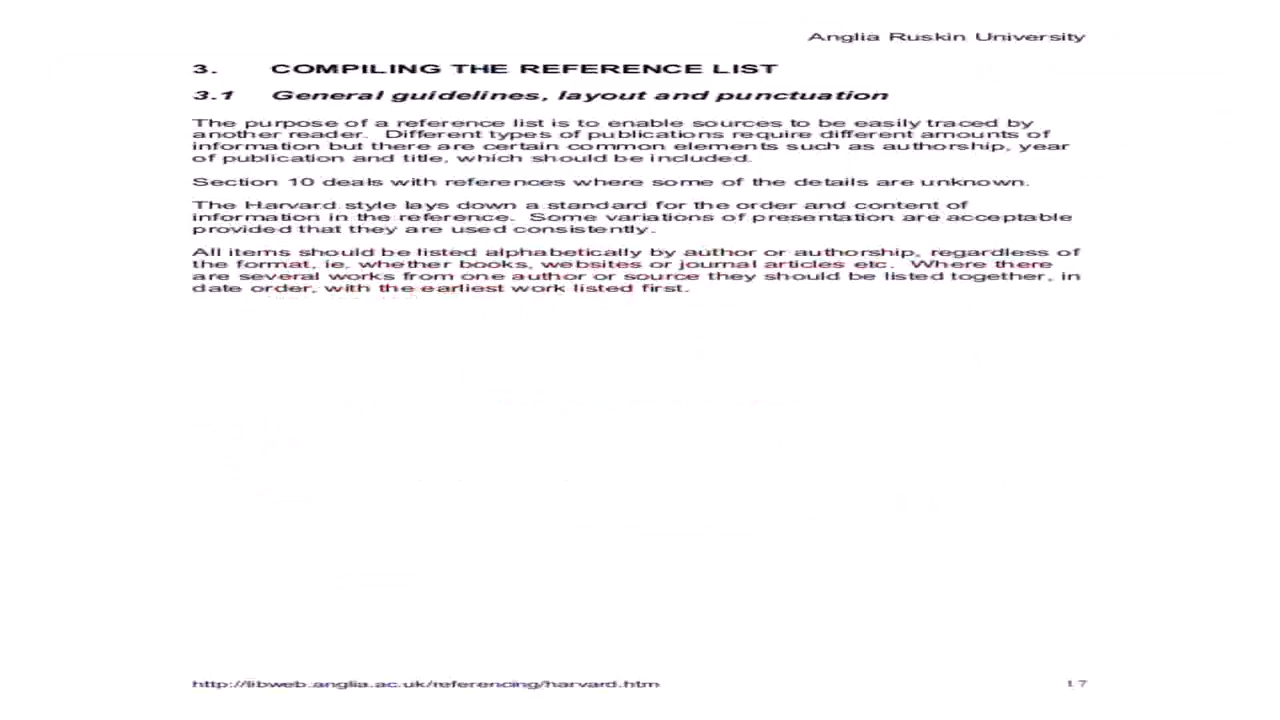 Anglia Ruskin University
3. COMPILING THE REFERENCE LIST
3.1 General guidelines, layout and punctuation
The purpose of a reference list is to enable sources to be easily traced by
another reader. Different types of publications require different amounts of
information but there are certain common elements such as authorship, year
of publication and title, which should be included.
Section 10 deals with references where some of the details are unknown.
The Harvard style lays down a standard for the order and content of
information in the reference. Some variations of presentation are acceptable
provided that they are used consistently.
All items should be listed alphabetically by author or authorship, regardless of
the format, ie, whether books, websites or journal articles etc. Where there
are several works from one author or source they should be listed together, in
date order, with the earliest work listed first.
http://libweb.anglia.ac.uk/referencing/harvard.htm 17